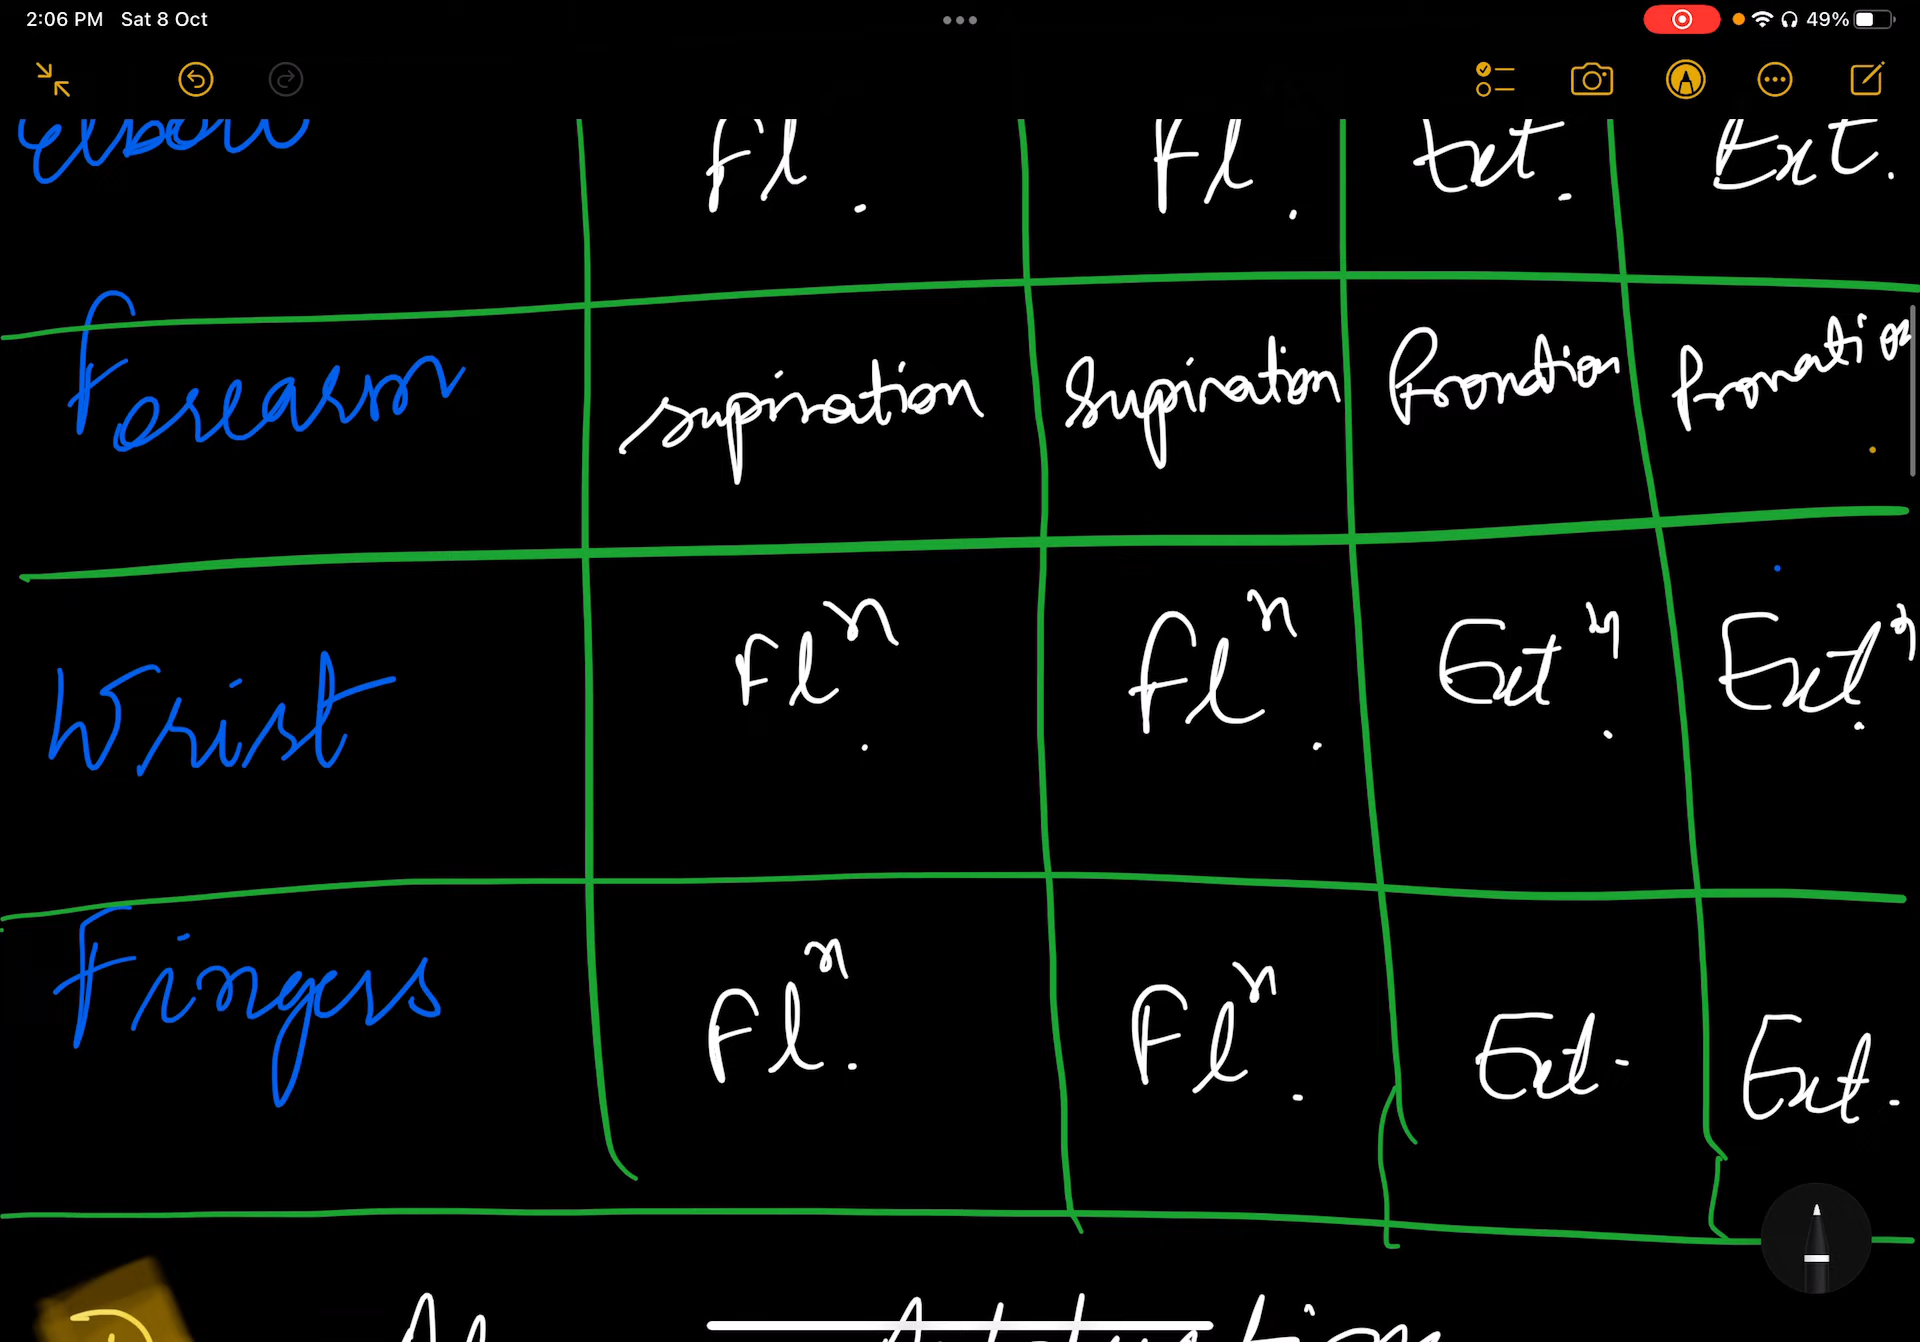 2:06 PM Sat 8 Oct 49%
Elbow Fl. Fl. Ext. Ext.
Forearm supination Supination Pronation Pronation
Wrist Flⁿ. Flⁿ. Extⁿ. Extⁿ.
Fingers Flⁿ. Flⁿ. Ext. Ext.